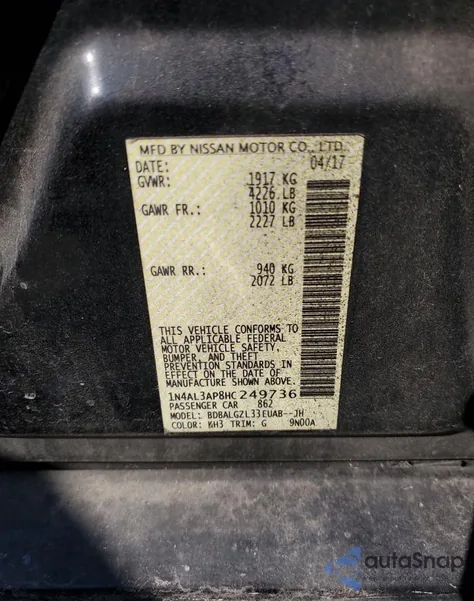 MFD BY NISSAN MOTOR CO., LTD.
DATE: 04/17
GVWR: 1917 KG
4226 LB
GAWR FR.: 1010 KG
2227 LB
GAWR RR.: 940 KG
2072 LB
THIS VEHICLE CONFORMS TO
ALL APPLICABLE FEDERAL
MOTOR VEHICLE SAFETY,
BUMPER, AND THEFT
PREVENTION STANDARDS IN
EFFECT ON THE DATE OF
MANUFACTURE SHOWN ABOVE.
1N4AL3AP8HC249736
PASSENGER CAR 862
MODEL: BDBALGZL33EUAB--JH
COLOR: KH3 TRIM: G 9N00A
autoSnap